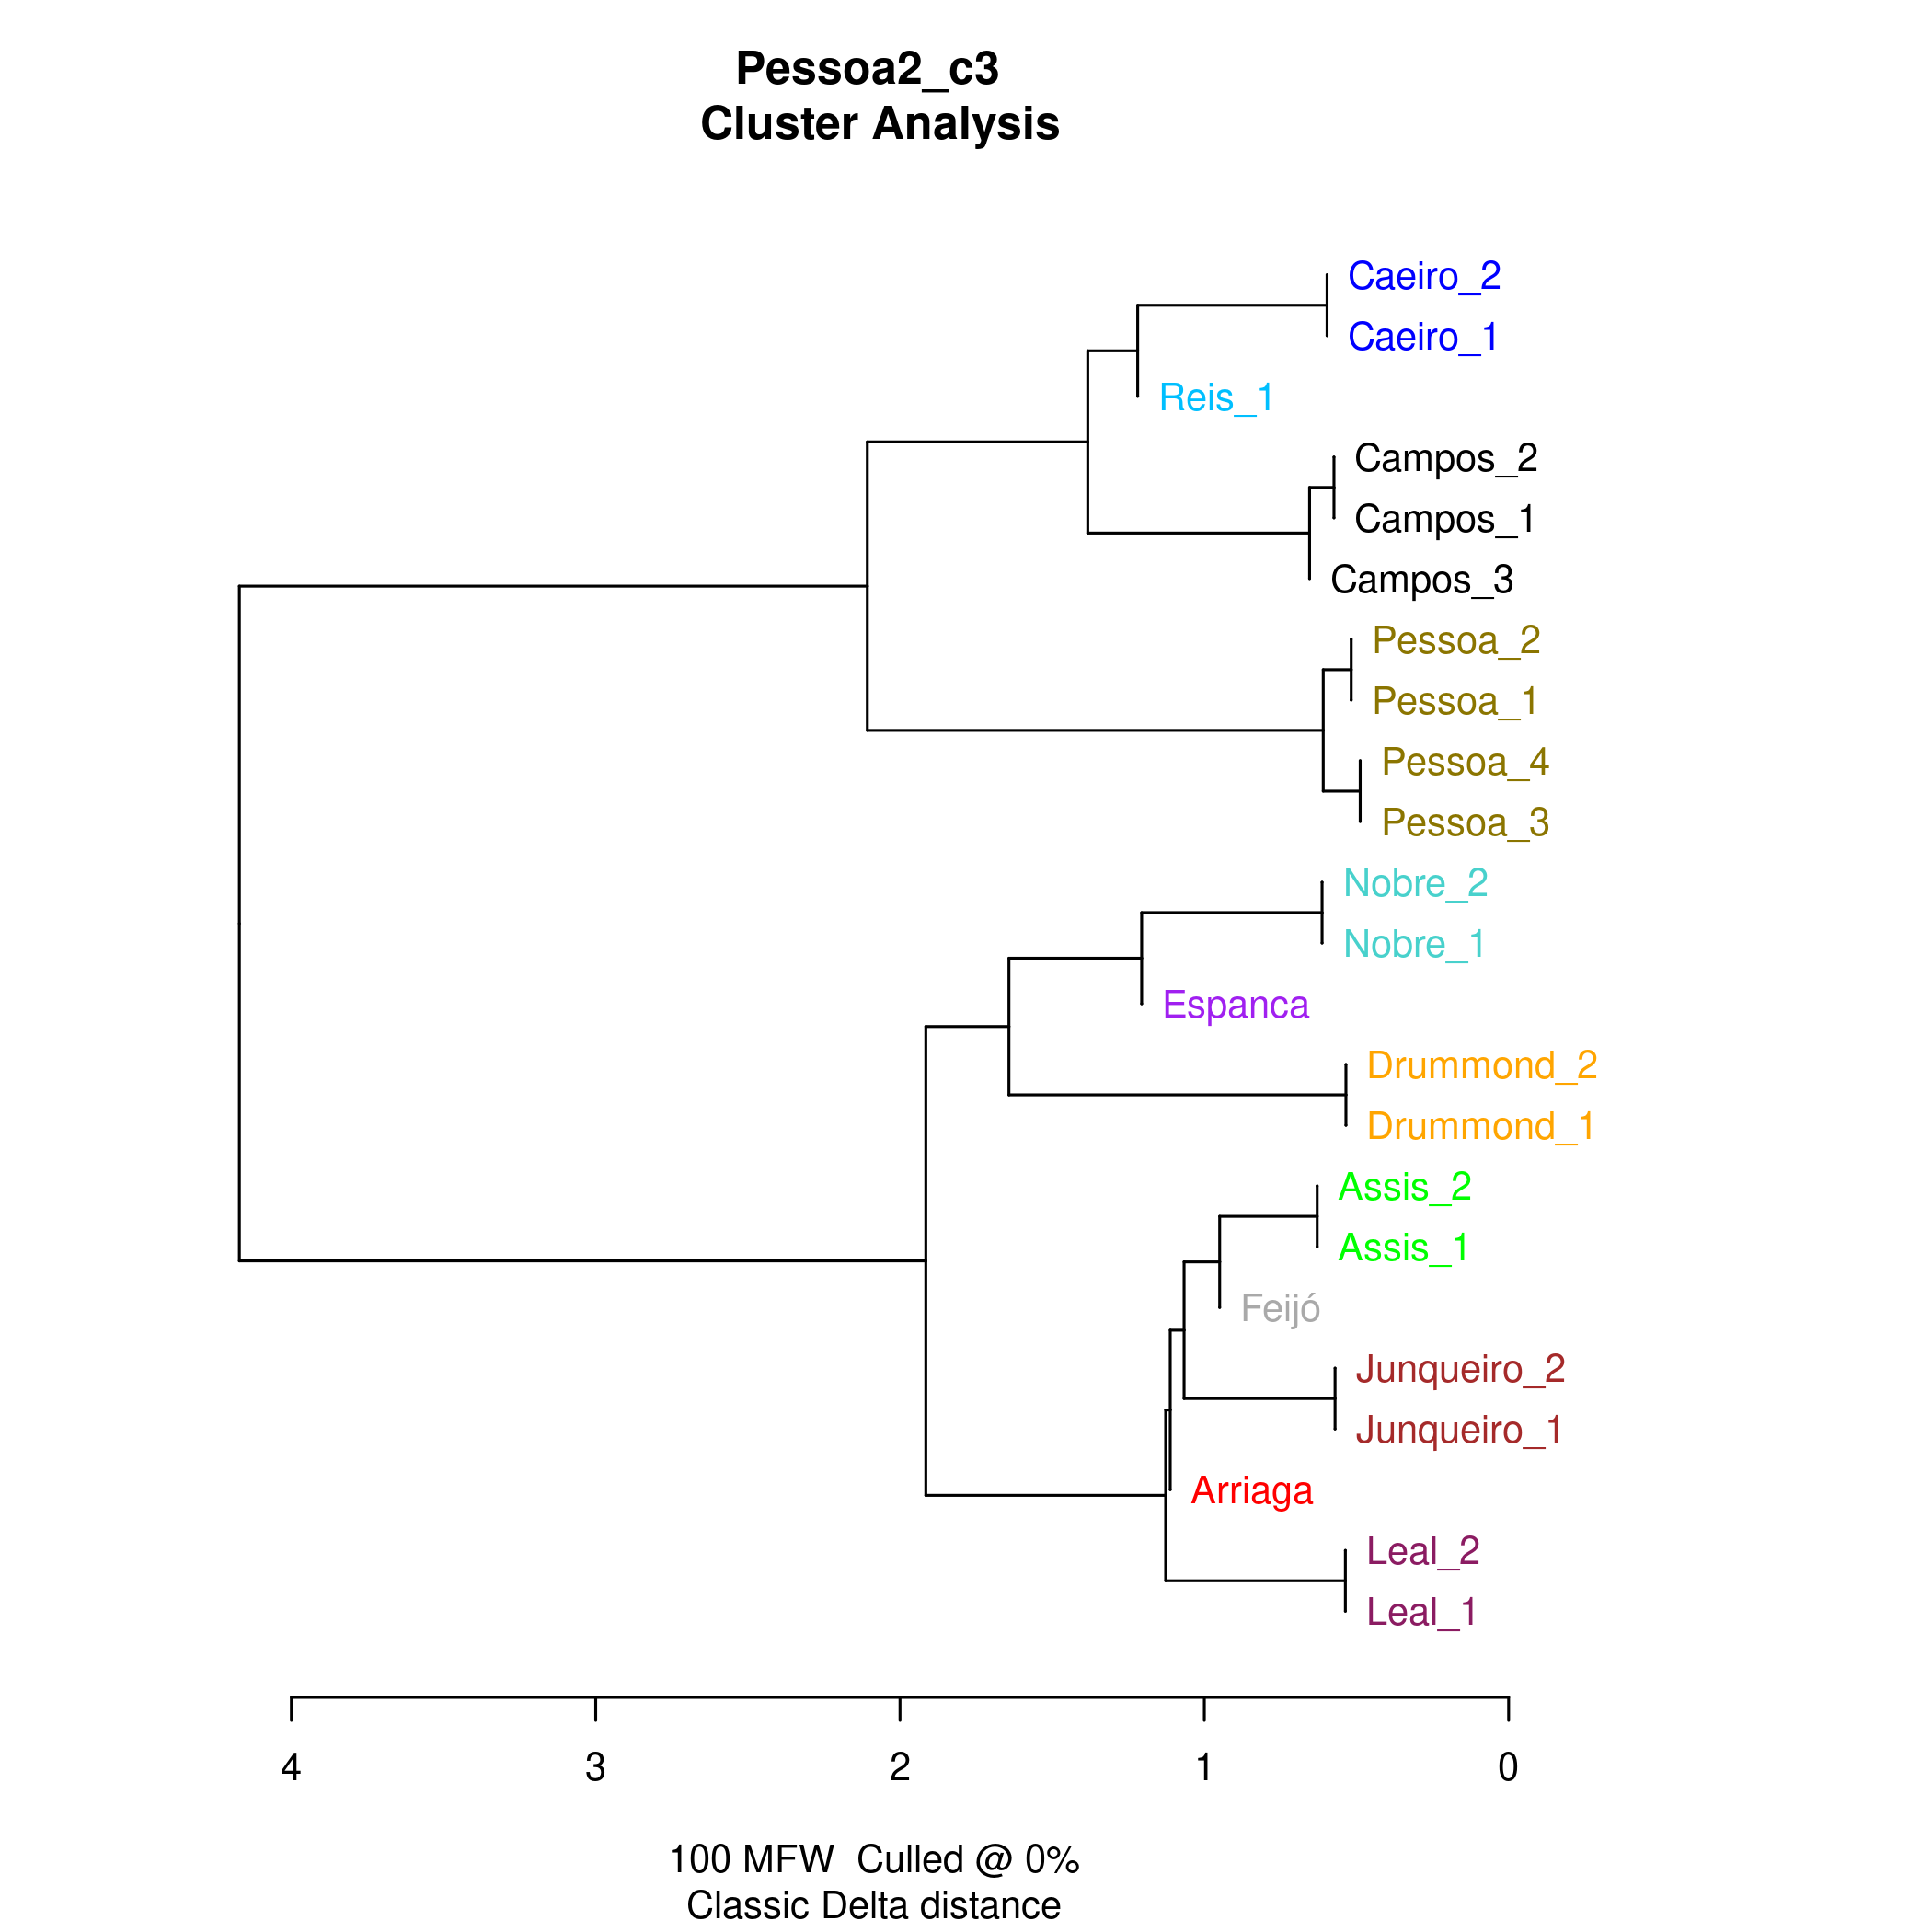 Pessoa2_c3
Cluster Analysis
Caeiro_2
Caeiro_1
Reis_1
Campos_2
Campos_1
Campos_3
Pessoa_2
Pessoa_1
Pessoa_4
Pessoa_3
Nobre_2
Nobre_1
Espanca
Drummond_2
Drummond_1
Assis_2
Assis_1
Feijó
Junqueiro_2
Junqueiro_1
Arriaga
Leal_2
Leal_1
4 3 2 1 0
100 MFW  Culled @ 0%
Classic Delta distance